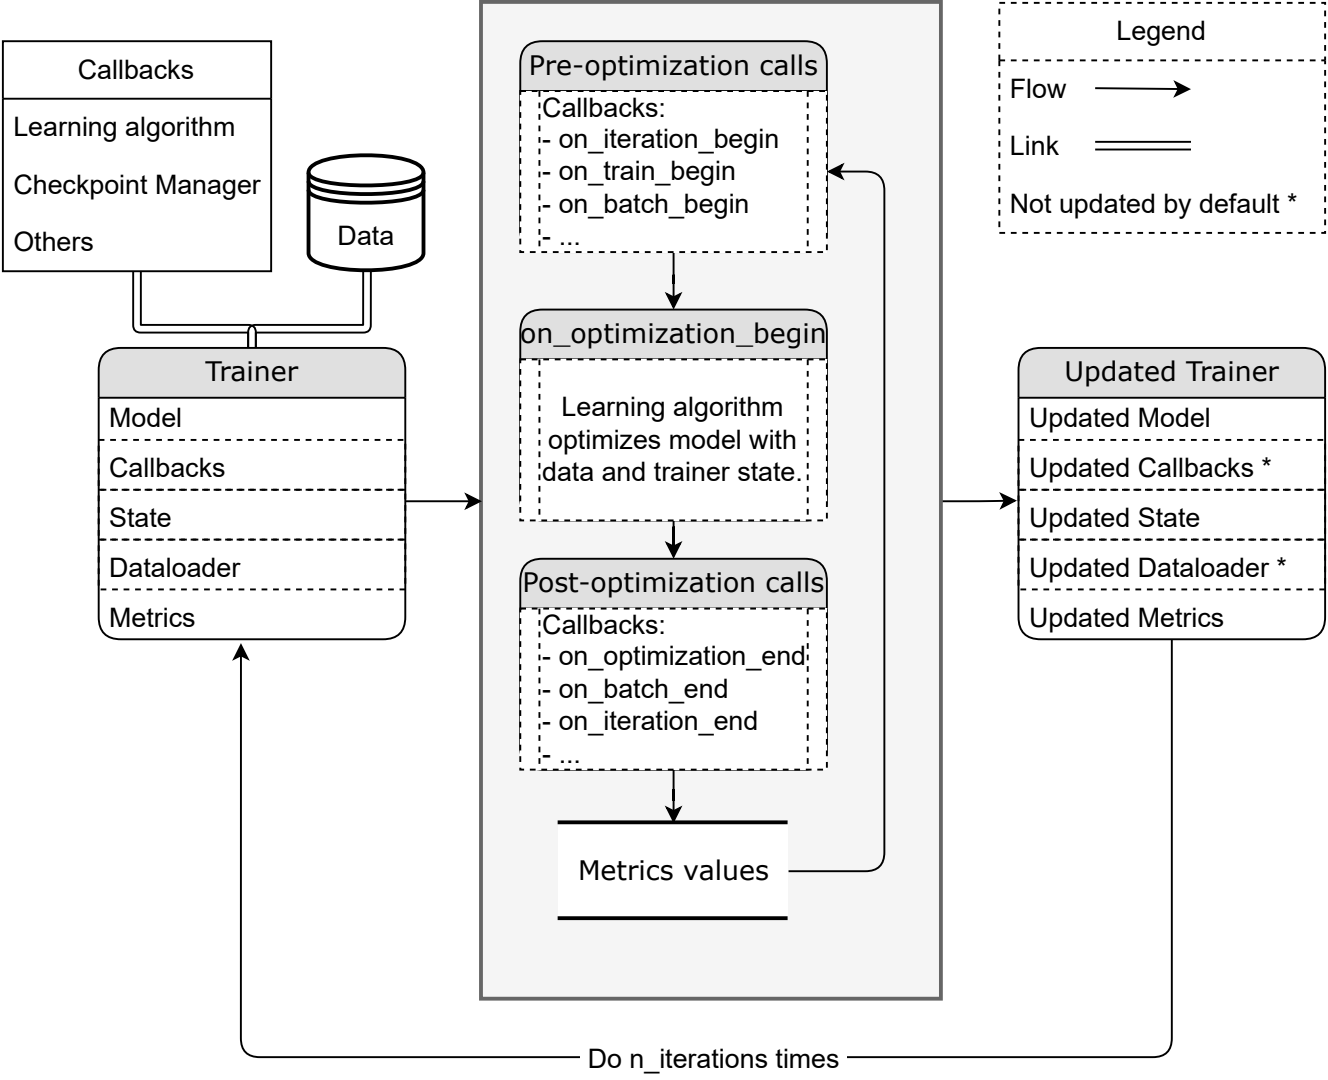 Callbacks
Learning algorithm
Checkpoint Manager
Others
Data
Trainer
Model
Callbacks
State
Dataloader
Metrics
Pre-optimization calls
Callbacks:
- on_iteration_begin
- on_train_begin
- on_batch_begin
- ...
on_optimization_begin
Learning algorithm
optimizes model with
data and trainer state.
Post-optimization calls
Callbacks:
- on_optimization_end
- on_batch_end
- on_iteration_end
- ...
Metrics values
Legend
Flow
Link
Not updated by default *
Updated Trainer
Updated Model
Updated Callbacks *
Updated State
Updated Dataloader *
Updated Metrics
Do n_iterations times